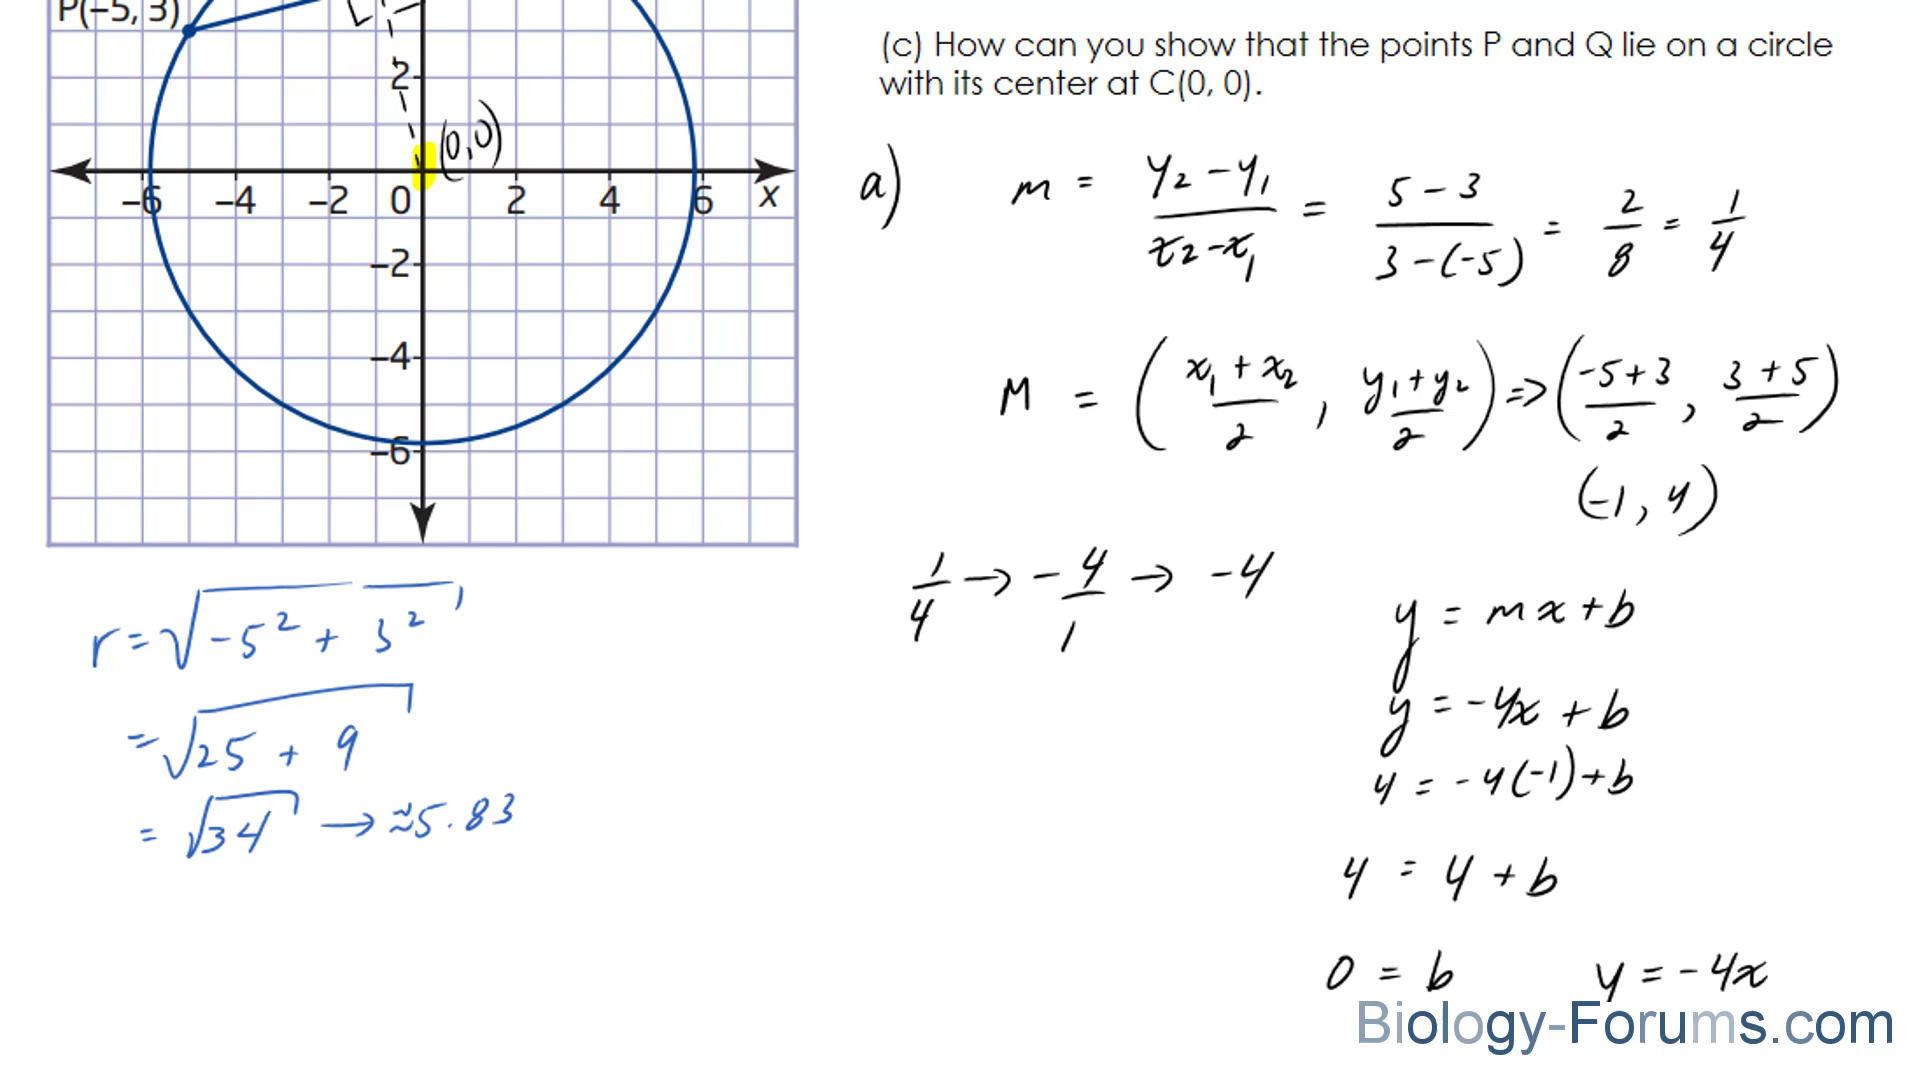 P(−5, 3)
2
(0,0)
−6 −4 −2 0 2 4 6 x
−2
−4
−6
r = √-5² + 3²
= √25 + 9
= √34 → ≈5.83
(c) How can you show that the points P and Q lie on a circle
with its center at C(0, 0).
a) m = y₂ - y₁ / x₂ - x₁ = 5 - 3 / 3 - (-5) = 2/8 = 1/4
M = (x₁ + x₂ / 2, y₁ + y₂ / 2) => (-5+3 / 2, 3+5 / 2)
(-1, 4)
1/4 → -4/1 → -4
y = mx + b
y = -4x + b
4 = -4(-1) + b
4 = 4 + b
0 = b y = -4x
Biology-Forums.com